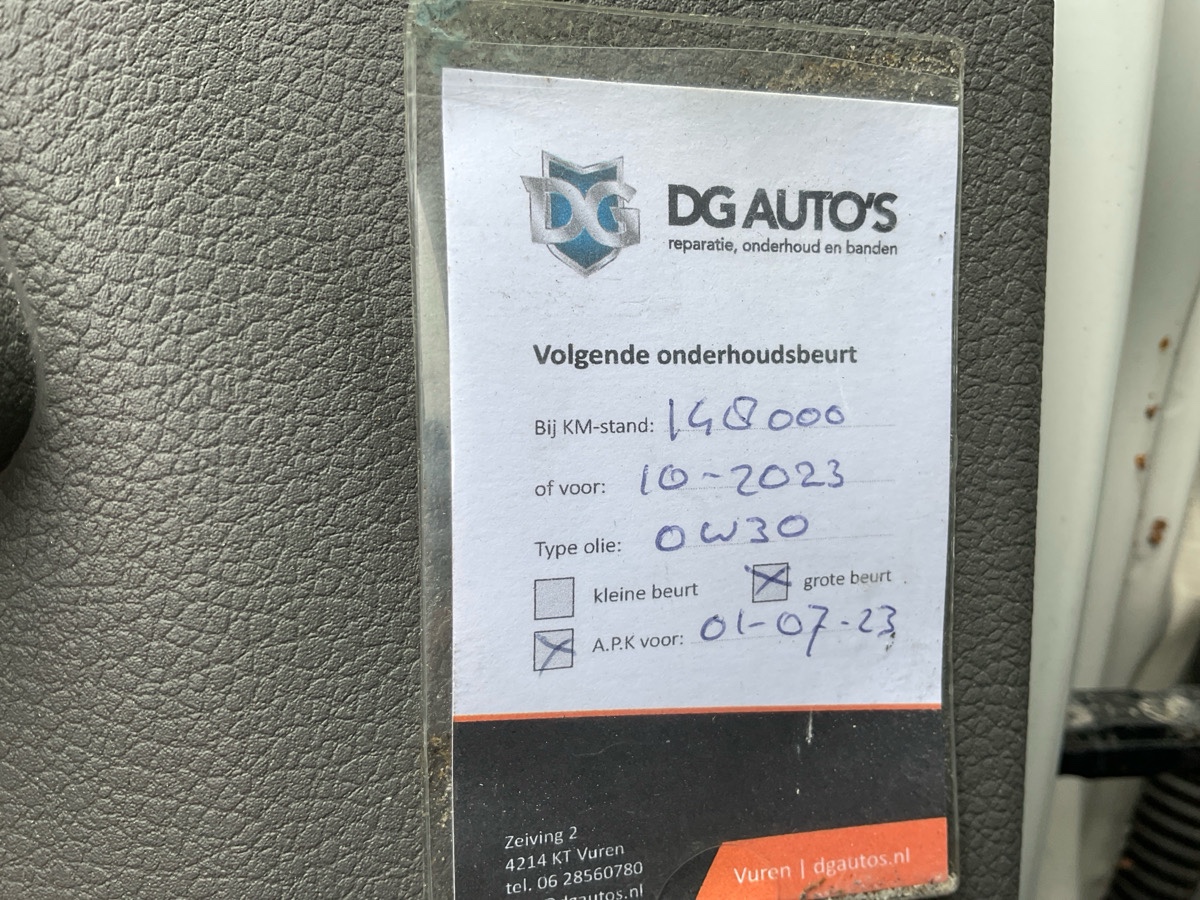 DG
DG AUTO'S
reparatie, onderhoud en banden
Volgende onderhoudsbeurt
Bij KM-stand: 148000
of voor: 10-2023
Type olie: 0W30
kleine beurt grote beurt
A.P.K voor: 01-07-23
Zeiving 2
4214 KT Vuren
tel. 06 28560780
dgautos.nl
Vuren | dgautos.nl